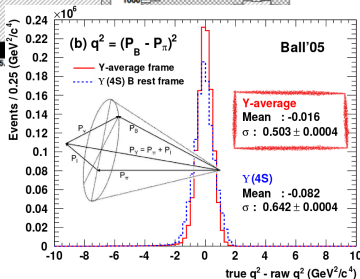 ×10⁶
(b) q² = (P_B - P_π)²
Ball'05
Y-average frame
Υ(4S) B rest frame
Events / 0.25 (GeV²/c⁴)
0.24
0.22
0.2
0.18
0.16
0.14
0.12
0.1
0.08
0.06
0.04
0.02
0
P_Y = P_π + P_l
P_π
Y-average
Mean : -0.016
σ : 0.503 ± 0.0004
Υ(4S)
Mean : -0.082
σ : 0.642 ± 0.0004
-10 -8 -6 -4 -2 0 2 4 6 8 10
true q² - raw q² (GeV²/c⁴)